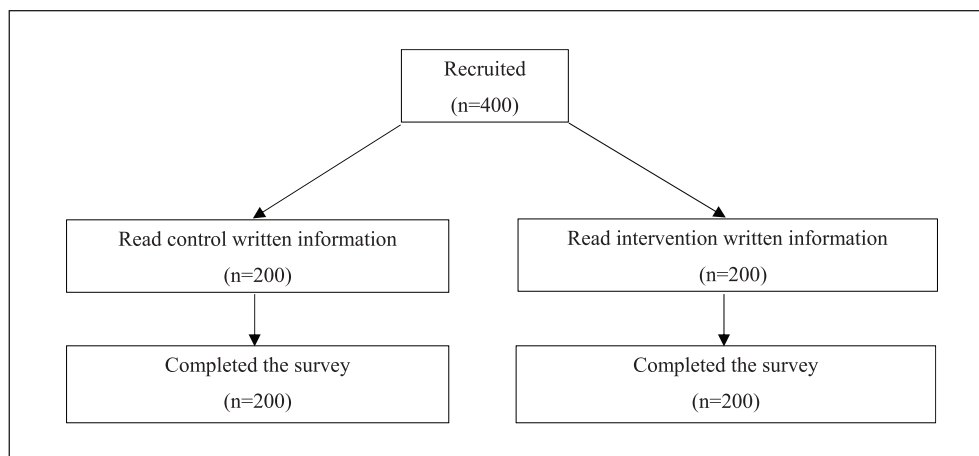 Recruited
(n=400)
Read control written information
(n=200)
Read intervention written information
(n=200)
Completed the survey
(n=200)
Completed the survey
(n=200)